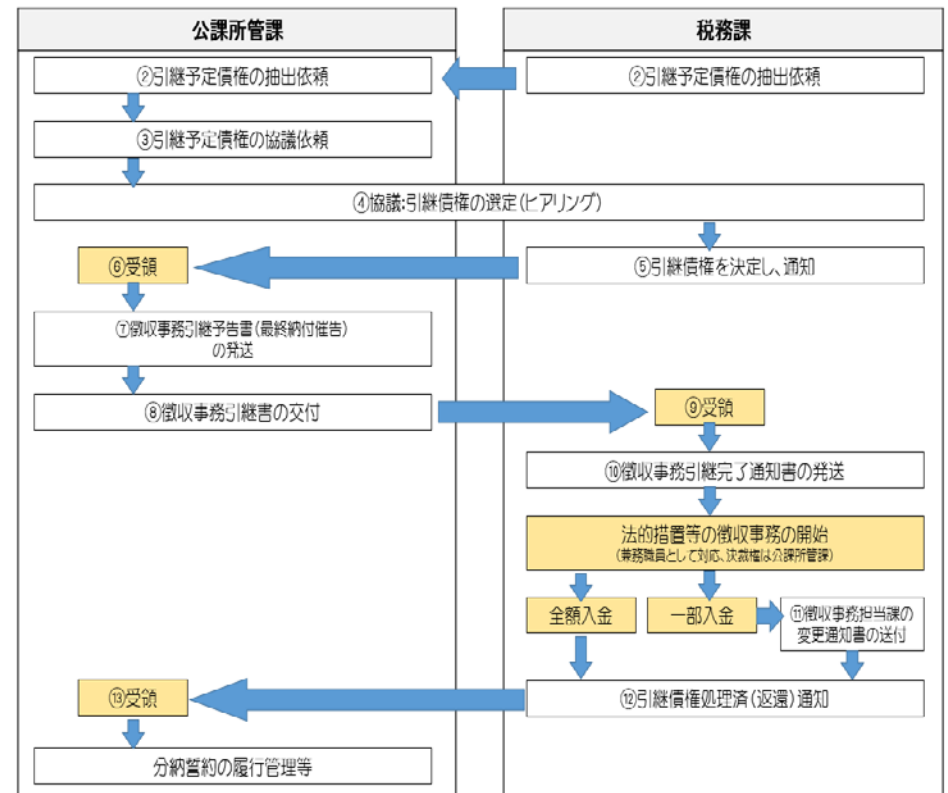 公課所管課
税務課
②引継予定債権の抽出依頼
②引継予定債権の抽出依頼
③引継予定債権の協議依頼
④協議:引継債権の選定(ヒアリング)
⑥受領
⑤引継債権を決定し、通知
⑦徴収事務引継予告書(最終納付催告)
の発送
⑧徴収事務引継書の交付
⑨受領
⑩徴収事務引継完了通知書の発送
法的措置等の徴収事務の開始
(兼務職員として対応、決裁権は公課所管課)
全額入金
一部入金
⑪徴収事務担当課の
変更通知書の送付
⑬受領
⑫引継債権処理済(返還)通知
分納誓約の履行管理等